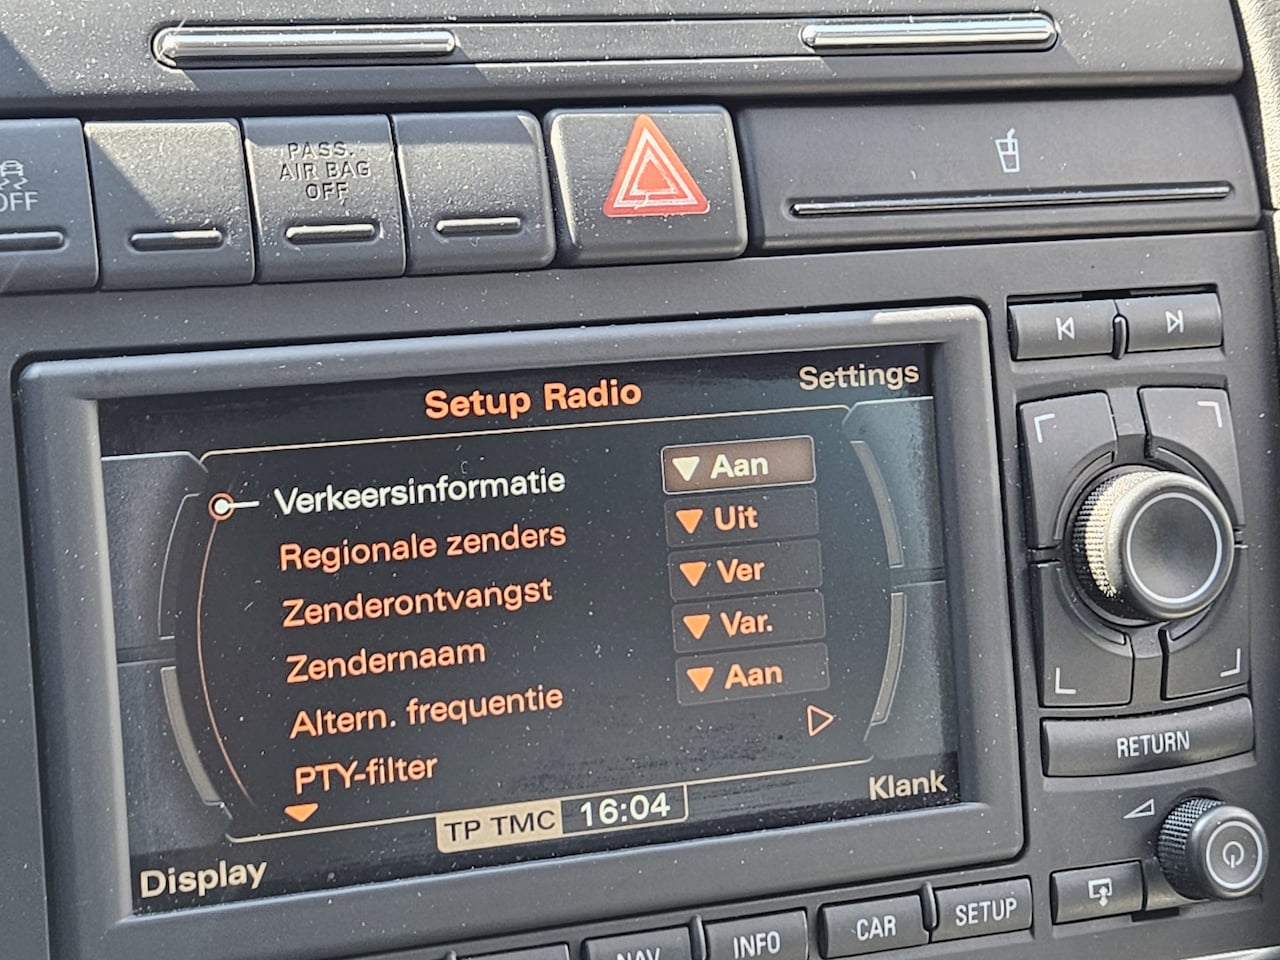 OFF
PASS.
AIR BAG
OFF
Setup Radio
Settings
Verkeersinformatie Aan
Regionale zenders Uit
Zenderontvangst Ver
Zendernaam Var.
Altern. frequentie Aan
PTY-filter
TP TMC 16:04
Klank
Display
RETURN
NAV
INFO
CAR
SETUP